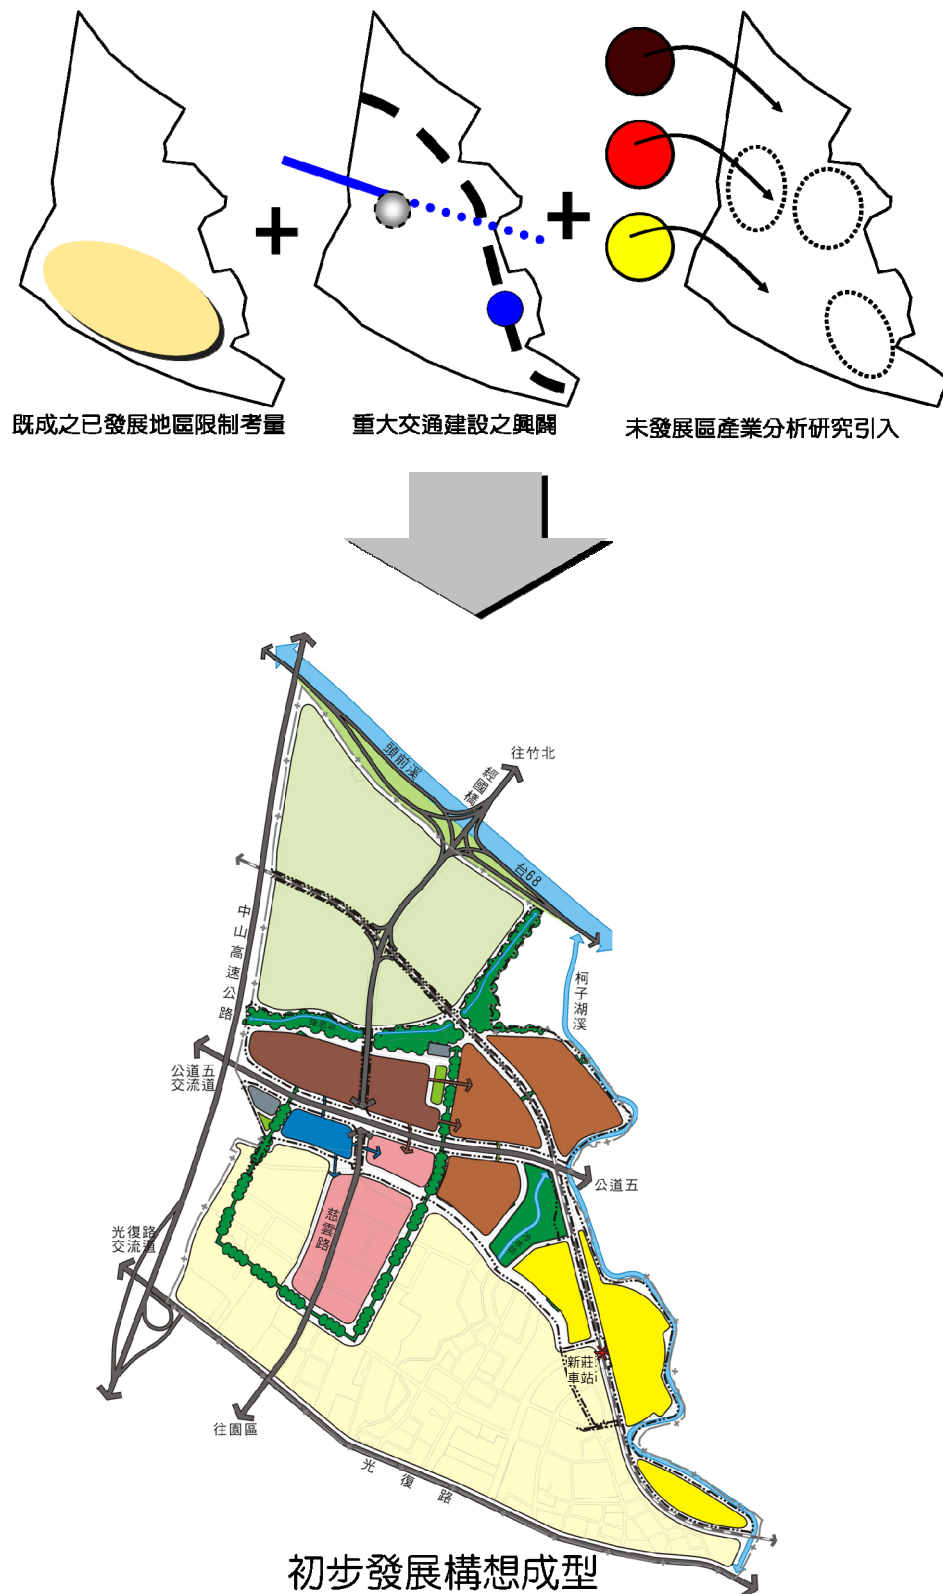 既成之已發展地區限制考量
重大交通建設之興闢
未發展區產業分析研究引入
往竹北
經國橋
頭前溪
台68
中山高速公路
柯子湖溪
公道五
交流道
公道五
慈雲路
光復路
交流道
新莊
車站
往園區
光復路
初步發展構想成型